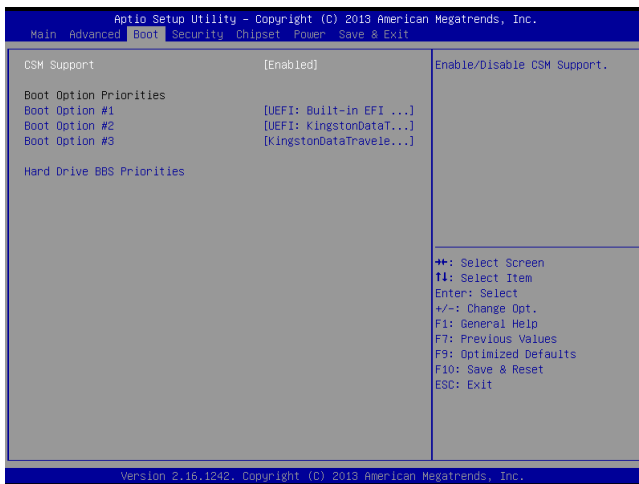 Aptio Setup Utility – Copyright (C) 2013 American Megatrends, Inc.
Main Advanced Boot Security Chipset Power Save & Exit
CSM Support [Enabled]
Boot Option Priorities
Boot Option #1 [UEFI: Built-in EFI ...]
Boot Option #2 [UEFI: KingstonDataT...]
Boot Option #3 [KingstonDataTravele...]
Hard Drive BBS Priorities
Enable/Disable CSM Support.
→←: Select Screen
↑↓: Select Item
Enter: Select
+/-: Change Opt.
F1: General Help
F7: Previous Values
F9: Optimized Defaults
F10: Save & Reset
ESC: Exit
Version 2.16.1242. Copyright (C) 2013 American Megatrends, Inc.